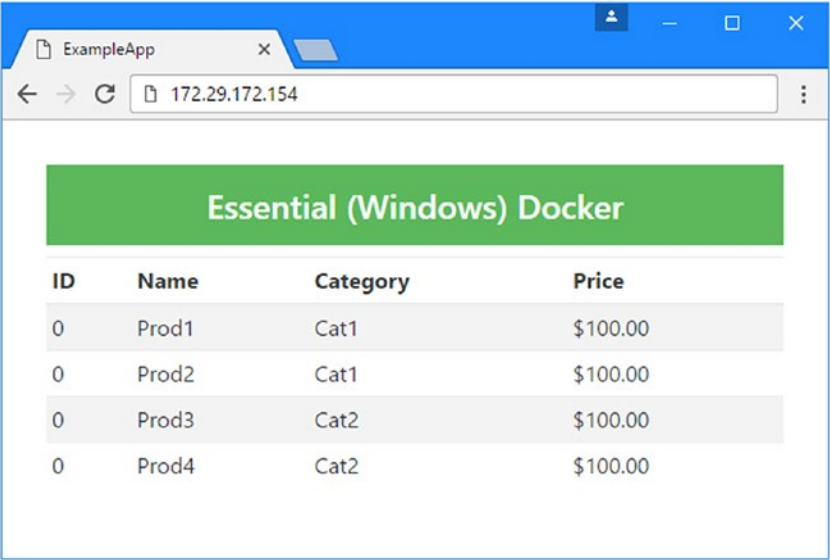 ExampleApp
172.29.172.154
Essential (Windows) Docker
ID Name Category Price
0 Prod1 Cat1 $100.00
0 Prod2 Cat1 $100.00
0 Prod3 Cat2 $100.00
0 Prod4 Cat2 $100.00